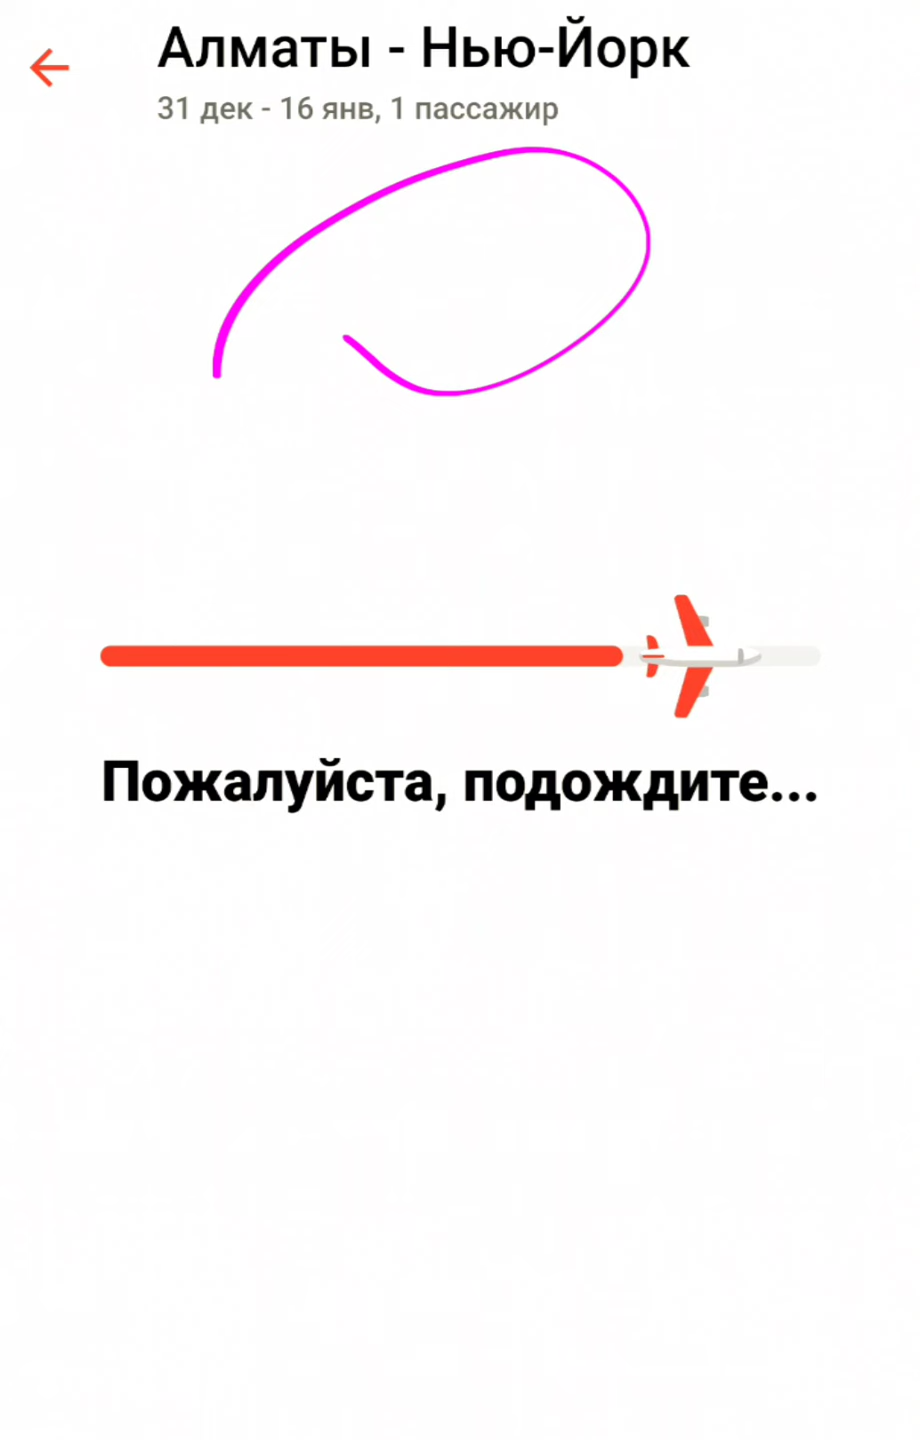 Алматы - Нью-Йорк
31 дек - 16 янв, 1 пассажир
Пожалуйста, подождите...